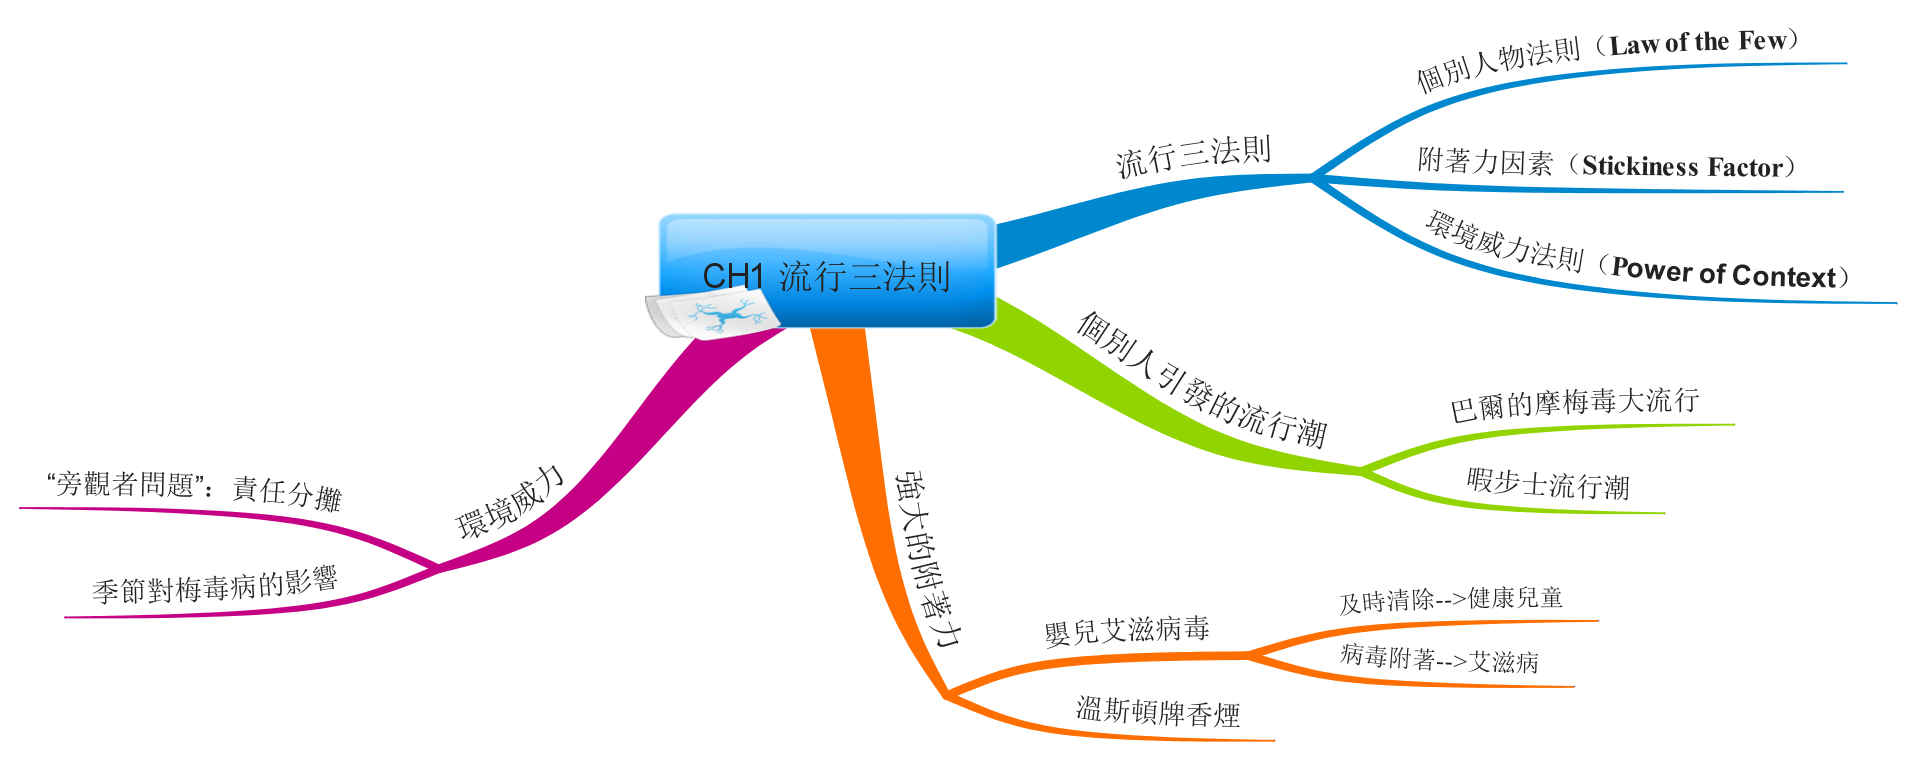 CH1 流行三法則
流行三法則
個別人物法則（Law of the Few）
附著力因素（Stickiness Factor）
環境威力法則（Power of Context）
個別人引發的流行潮
巴爾的摩梅毒大流行
暇步士流行潮
強大的附著力
嬰兒艾滋病毒
及時清除-->健康兒童
病毒附著-->艾滋病
溫斯頓牌香煙
環境威力
“旁觀者問題”：責任分攤
季節對梅毒病的影響